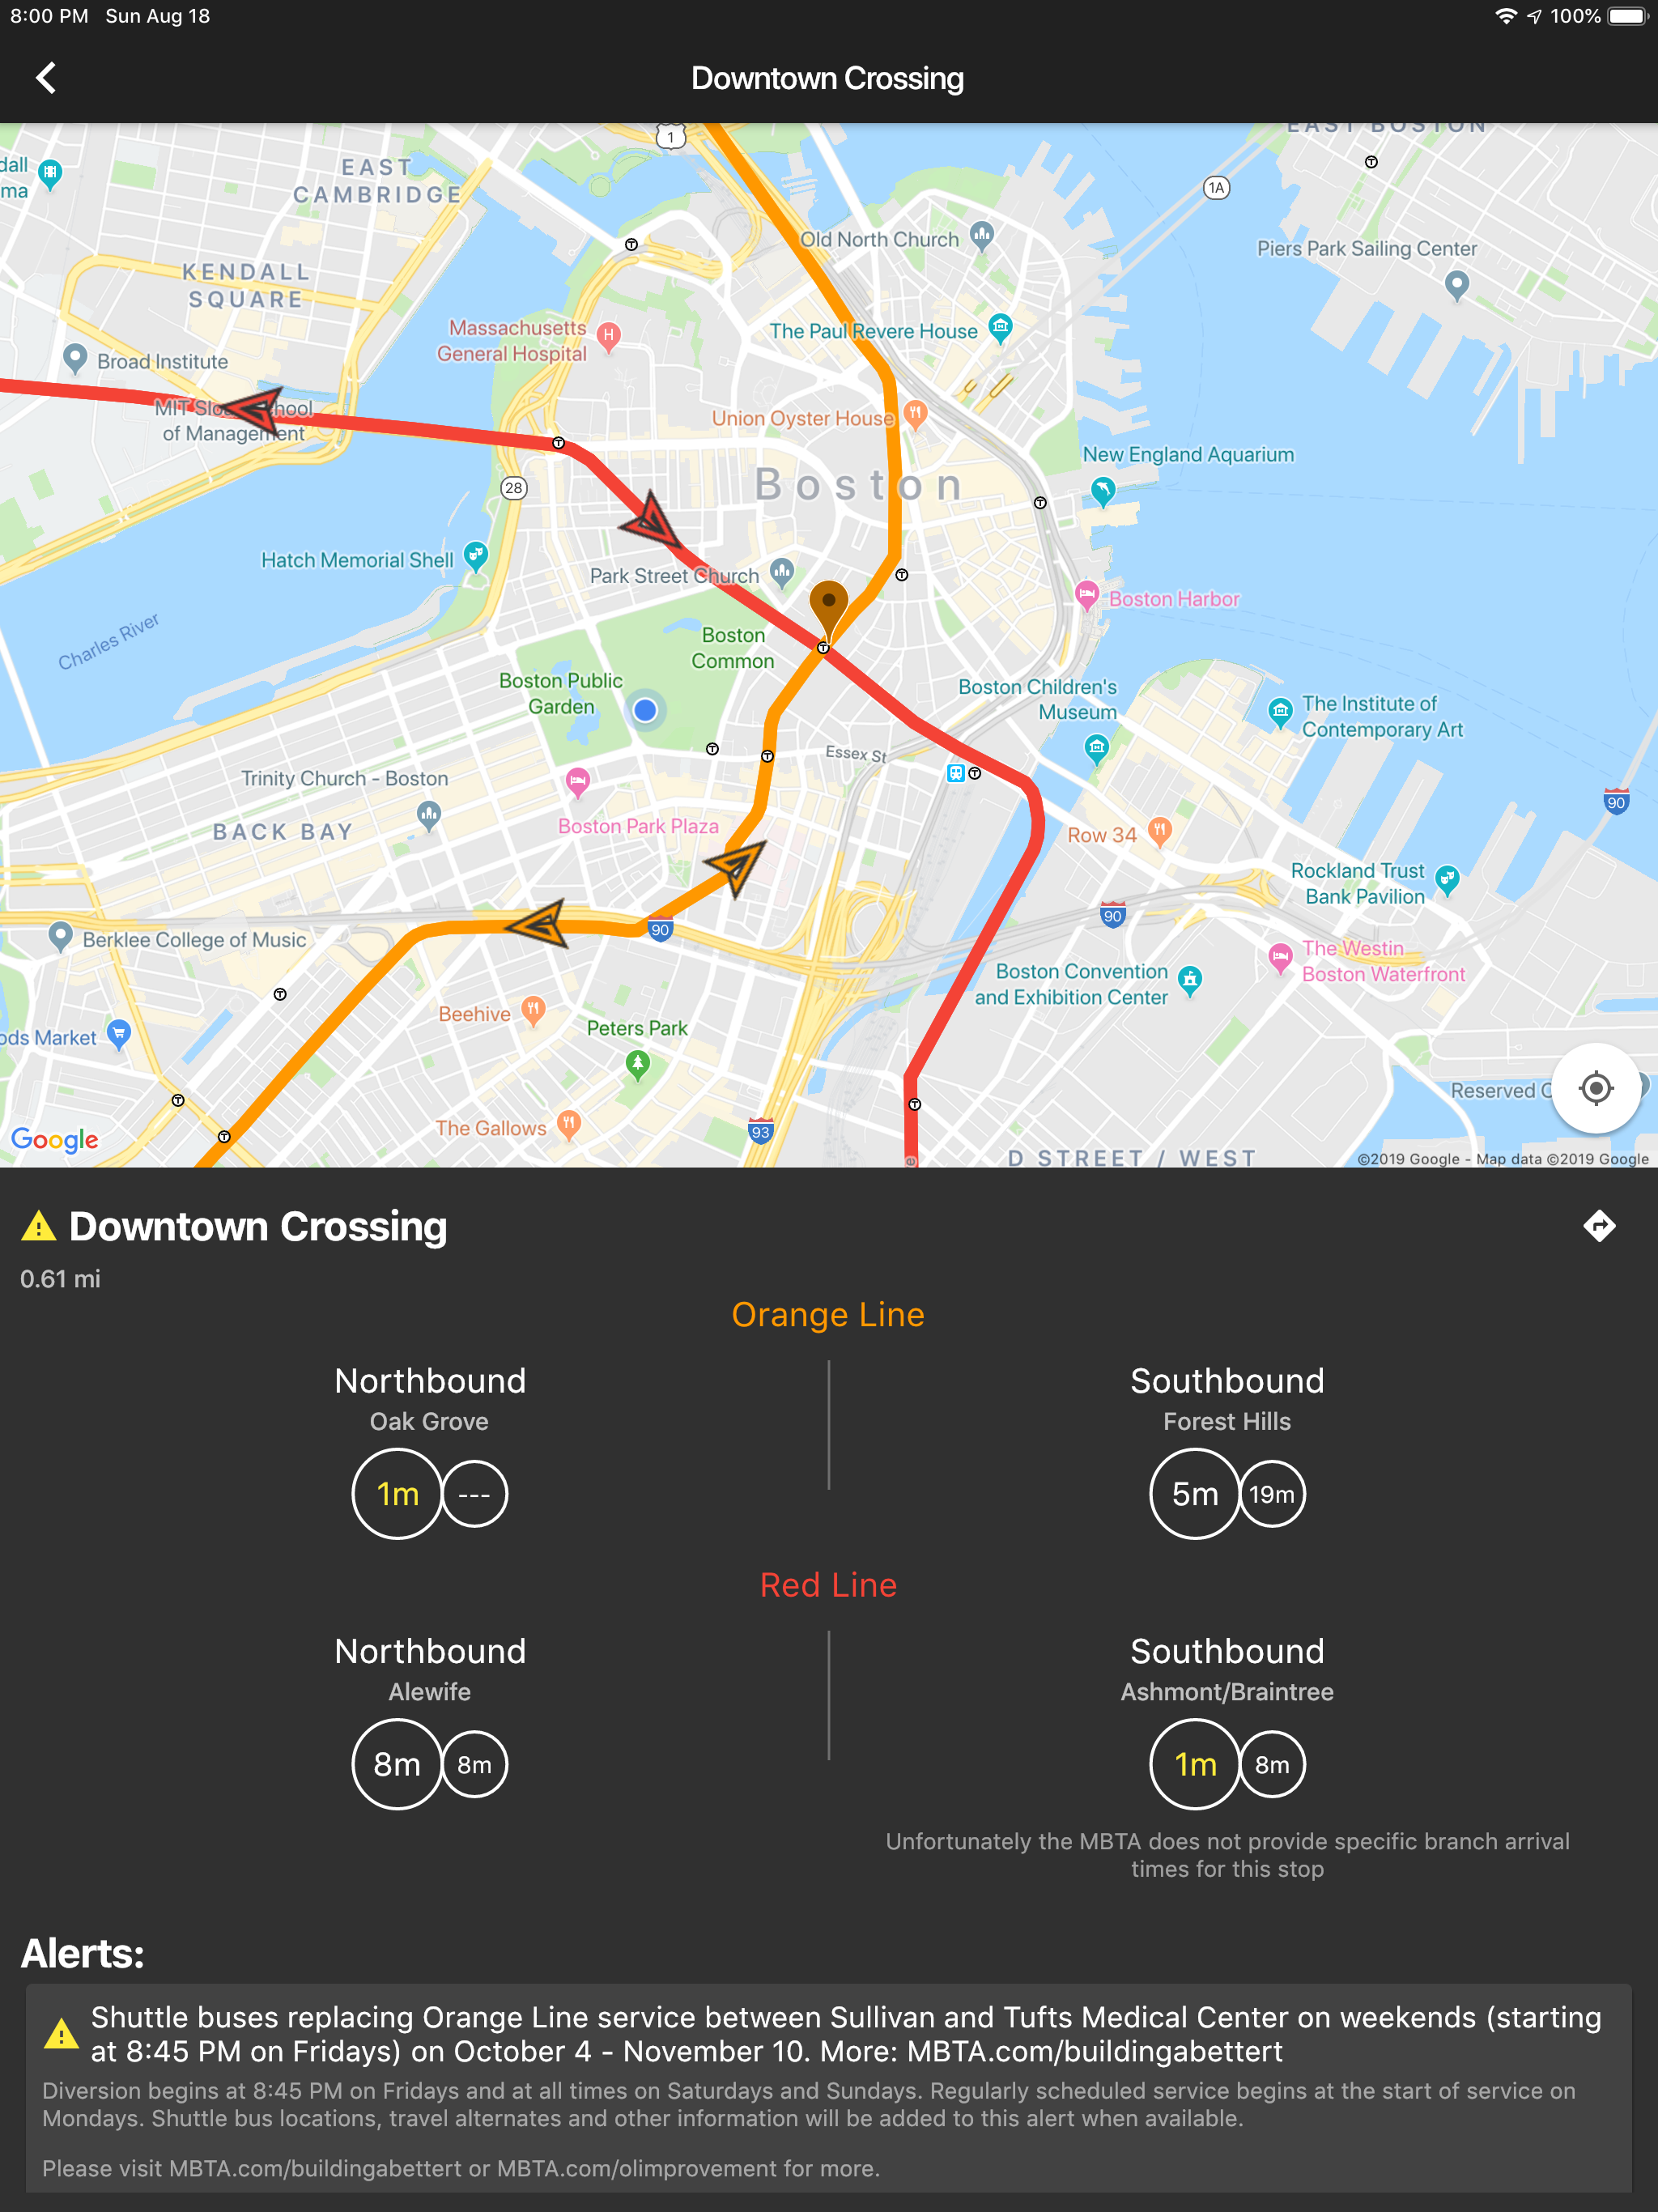 8:00 PM Sun Aug 18
100%
Downtown Crossing
EAST BOSTON
1
dall
ma
EAST
CAMBRIDGE
1A
Old North Church
Piers Park Sailing Center
KENDALL
SQUARE
Massachusetts
General Hospital
H
The Paul Revere House
Broad Institute
MIT Sloan School
of Management
Union Oyster House
New England Aquarium
Boston
28
Hatch Memorial Shell
Park Street Church
Boston Harbor
Charles River
Boston
Common
Boston Public
Garden
Boston Children's
Museum
The Institute of
Contemporary Art
Essex St
Trinity Church - Boston
90
BACK BAY
Boston Park Plaza
Row 34
Rockland Trust
Bank Pavilion
90
90
Berklee College of Music
The Westin
Boston Waterfront
Boston Convention
and Exhibition Center
Beehive
Peters Park
ods Market
Reserved C
The Gallows
93
Google
D STREET / WEST
©2019 Google - Map data ©2019 Google
Downtown Crossing
0.61 mi
Orange Line
Northbound
Oak Grove
1m
---
Southbound
Forest Hills
5m
19m
Red Line
Northbound
Alewife
8m
8m
Southbound
Ashmont/Braintree
1m
8m
Unfortunately the MBTA does not provide specific branch arrival
times for this stop
Alerts:
Shuttle buses replacing Orange Line service between Sullivan and Tufts Medical Center on weekends (starting
at 8:45 PM on Fridays) on October 4 - November 10. More: MBTA.com/buildingabettert
Diversion begins at 8:45 PM on Fridays and at all times on Saturdays and Sundays. Regularly scheduled service begins at the start of service on
Mondays. Shuttle bus locations, travel alternates and other information will be added to this alert when available.
Please visit MBTA.com/buildingabettert or MBTA.com/olimprovement for more.